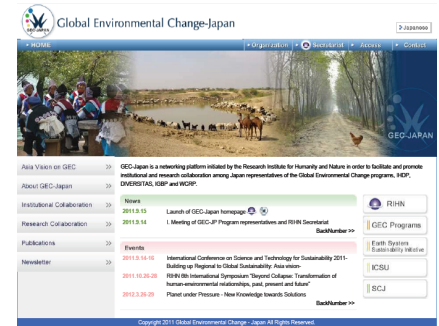 GEC-JAPAN
Global Environmental Change-Japan
Japanese
HOME
Organization
Secretariat
Access
Contact
GEC-JAPAN
Asia Vision on GEC >>
About GEC-Japan >>
Institutional Collaboration >>
Research Collaboration >>
Publications >>
Newsletter >>
GEC-Japan is a networking platform initiated by the Research Institute for Humanity and Nature in order to facilitate and promote
institutional and research collaboration among Japan representatives of the Global Environmental Change programs, IHDP,
DIVERSITAS, IGBP and WCRP.
News
2011.9.15 Launch of GEC-Japan homepage
2011.9.14 I. Meeting of GEC-JP Program representatives and RIHN Secretariat
BackNumber >>
Events
2011.9.14-16 International Conference on Science and Technology for Sustainability 2011-
Building up Regional to Global Sustainability: Asia vision-
2011.10.26-28 RIHN 6th International Symposium "Beyond Collapse: Transformation of
human-environmental relationships, past, present and future"
2012.3.26-29 Planet under Pressure - New Knowledge towards Solutions
BackNumber >>
RIHN
GEC Programs
Earth System
Sustainability Initiative
ICSU
SCJ
Copyright 2011 Global Environmental Change - Japan All Rights Reserved.